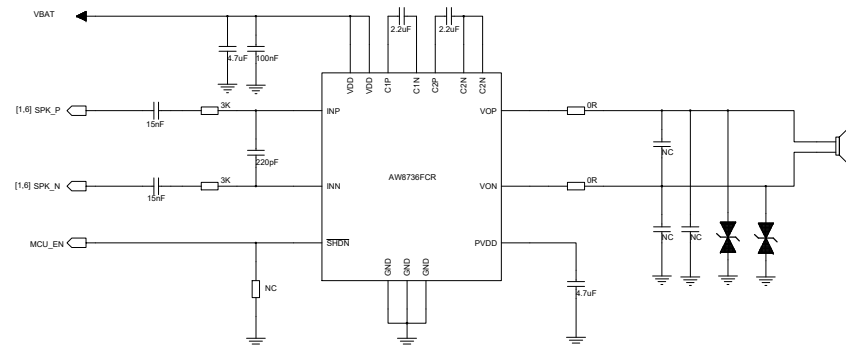 VBAT
2.2uF
2.2uF
4.7uF
100nF
VDD
VDD
C1P
C1N
C2P
C2N
C2N
[1,6] SPK_P
15nF
3K
INP
VOP
0R
220pF
NC
AW8736FCR
[1,6] SPK_N
15nF
3K
INN
VON
0R
NC
NC
MCU_EN
SHDN
PVDD
NC
GND
GND
GND
4.7uF